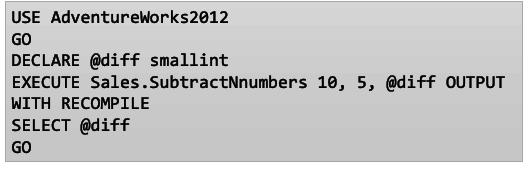 USE AdventureWorks2012
GO
DECLARE @diff smallint
EXECUTE Sales.SubtractNnumbers 10, 5, @diff OUTPUT
WITH RECOMPILE
SELECT @diff
GO